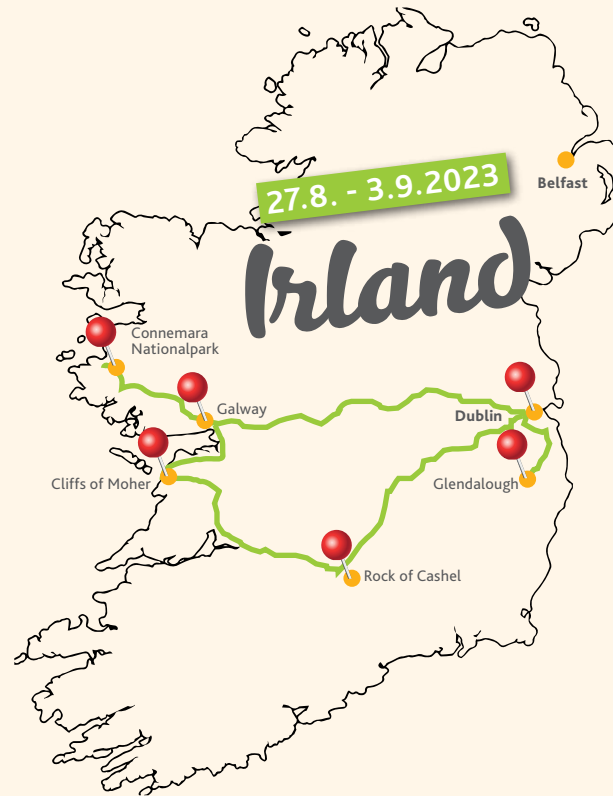 27.8. - 3.9.2023
Belfast
Irland
Connemara
Nationalpark
Galway
Dublin
Cliffs of Moher
Glendalough
Rock of Cashel